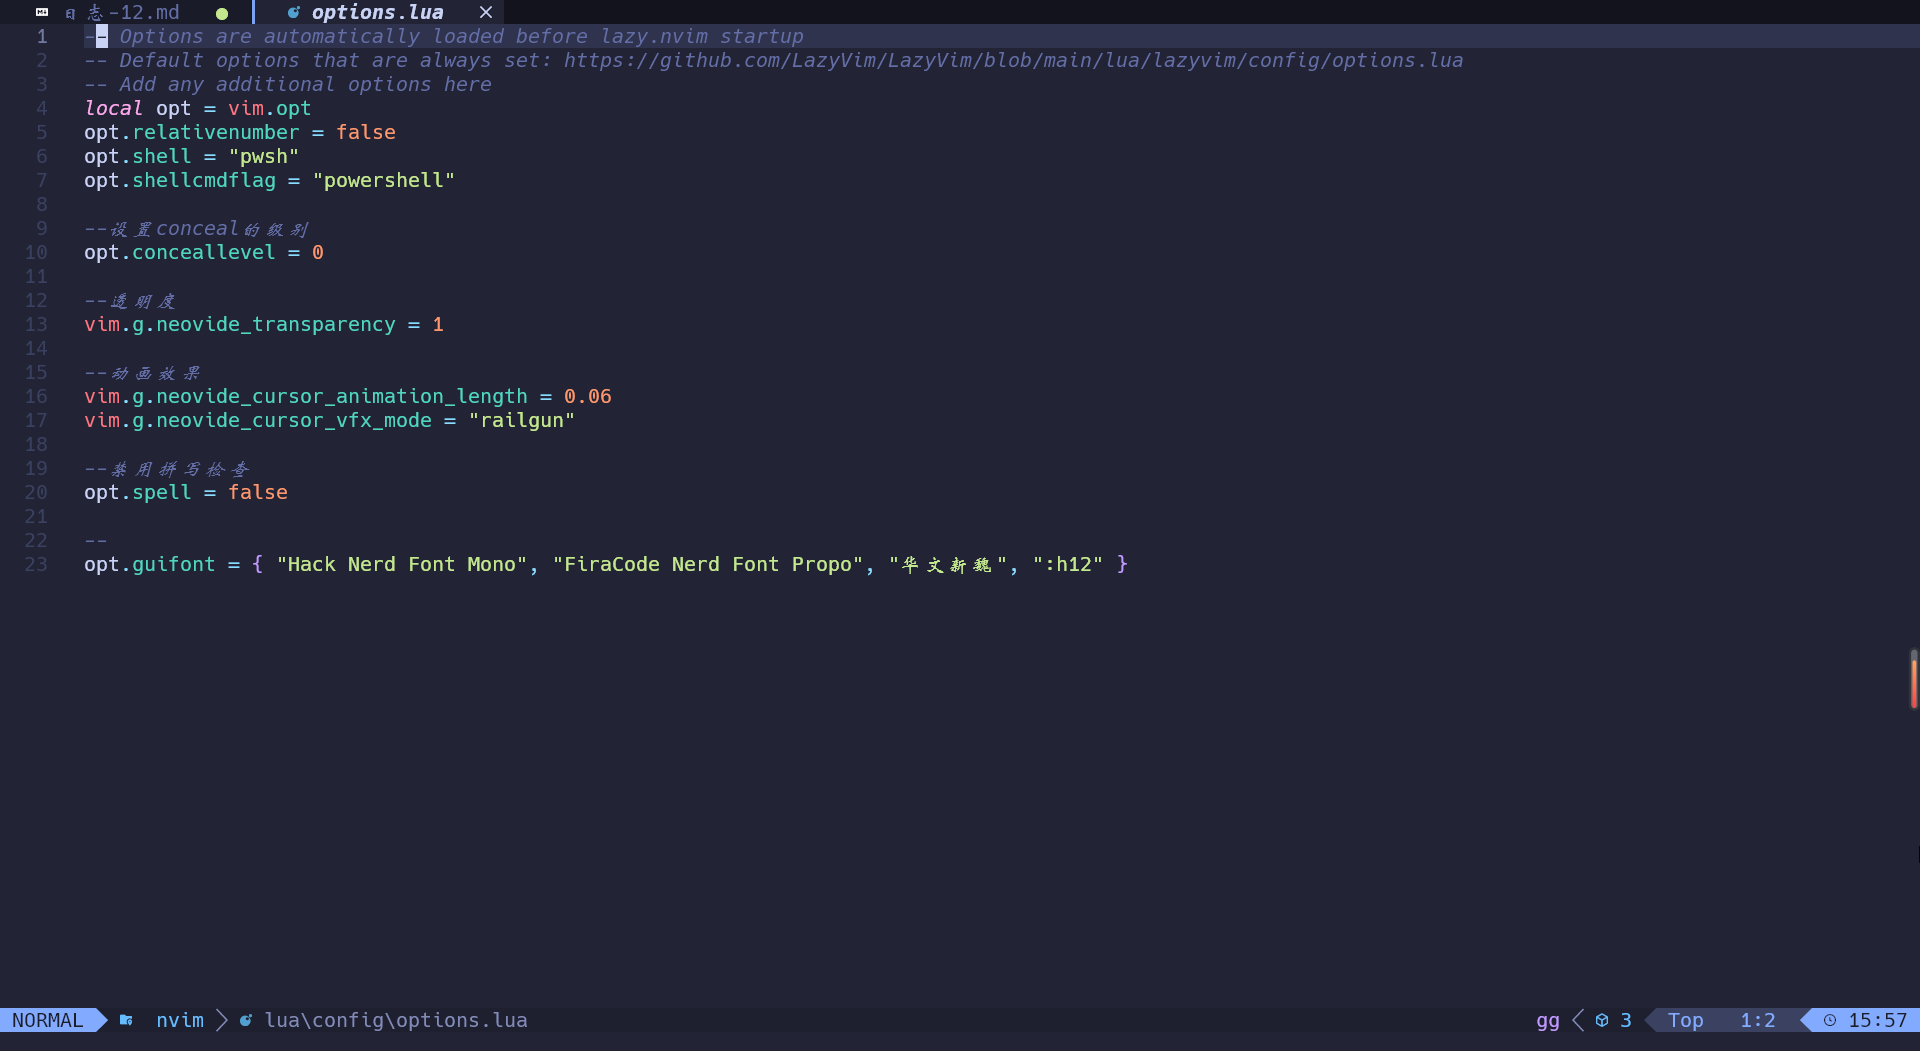 志-12.md ● options.lua ×
1 -- Options are automatically loaded before lazy.nvim startup
2 -- Default options that are always set: https://github.com/LazyVim/LazyVim/blob/main/lua/lazyvim/config/options.lua
3 -- Add any additional options here
4 local opt = vim.opt
5 opt.relativenumber = false
6 opt.shell = "pwsh"
7 opt.shellcmdflag = "powershell"
8
9 --设置conceal的级别
10 opt.conceallevel = 0
11
12 --透明度
13 vim.g.neovide_transparency = 1
14
15 --动画效果
16 vim.g.neovide_cursor_animation_length = 0.06
17 vim.g.neovide_cursor_vfx_mode = "railgun"
18
19 --禁用拼写检查
20 opt.spell = false
21
22 --
23 opt.guifont = { "Hack Nerd Font Mono", "FiraCode Nerd Font Propo", "华文新魏", ":h12" }
NORMAL nvim lua\config\options.lua gg 3 Top 1:2 15:57